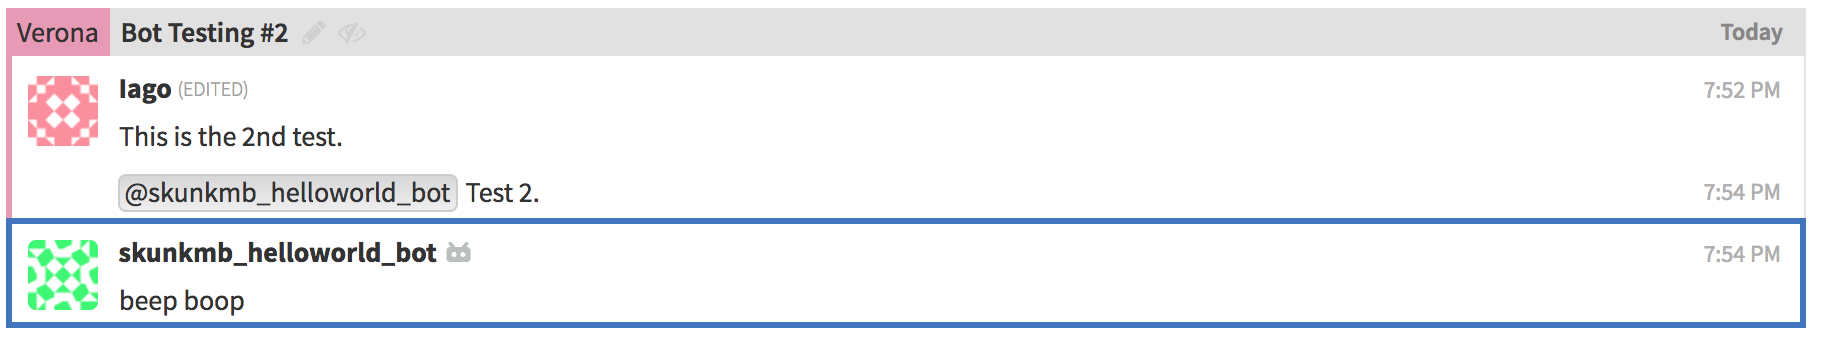 Verona Bot Testing #2 Today
Iago (EDITED) 7:52 PM
This is the 2nd test.
@skunkmb_helloworld_bot Test 2. 7:54 PM
skunkmb_helloworld_bot 7:54 PM
beep boop